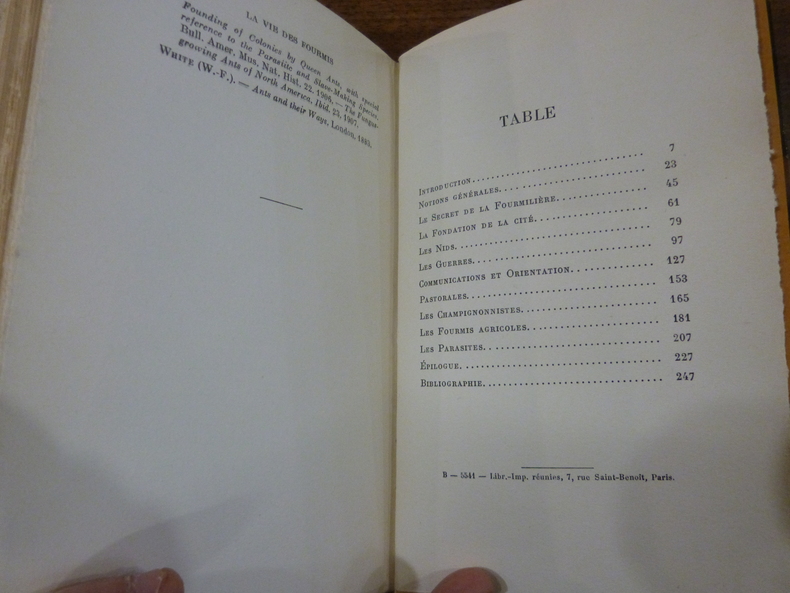 LA VIE DES FOURMIS
Founding of Colonies by Queen Ants, with special
reference to the Parasitic and Slave-Making Species,
Bull. Amer. Mus. Nat. Hist. 22, 1906. — The Fungus-
growing Ants of North America, Ibid. 23, 1907.
WHITE (W.-F.). — Ants and their Ways, London, 1883.
TABLE
INTRODUCTION 7
NOTIONS GÉNÉRALES 23
LE SECRET DE LA FOURMILIÈRE 45
LA FONDATION DE LA CITÉ 61
LES NIDS 79
LES GUERRES 97
COMMUNICATIONS ET ORIENTATION 127
PASTORALES 153
LES CHAMPIGNONNISTES 165
LES FOURMIS AGRICOLES 181
LES PARASITES 207
ÉPILOGUE 227
BIBLIOGRAPHIE 247
B — 5541 — Libr.-Imp. réunies, 7, rue Saint-Benoît, Paris.